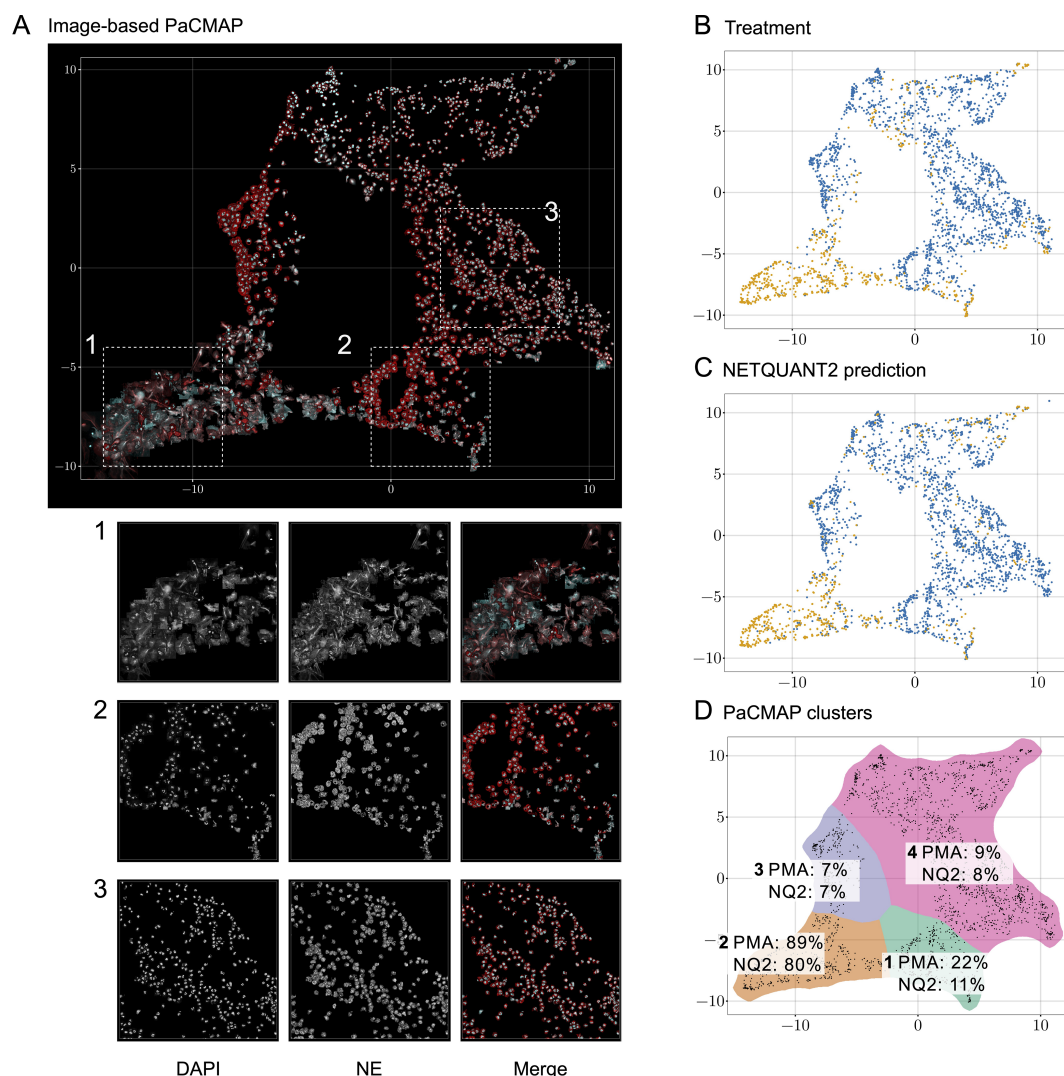 A Image-based PaCMAP
10
5
0
−5
−10
−10
0
10
1
2
3
1
2
3
DAPI
NE
Merge
B Treatment
10
5
0
−5
−10
−10
0
10
C NETQUANT2 prediction
10
5
0
−5
−10
−10
0
10
D PaCMAP clusters
10
5
0
−5
−10
−10
0
10
4 PMA: 9%
NQ2: 8%
3 PMA: 7%
NQ2: 7%
2 PMA: 89%
NQ2: 80%
1 PMA: 22%
NQ2: 11%